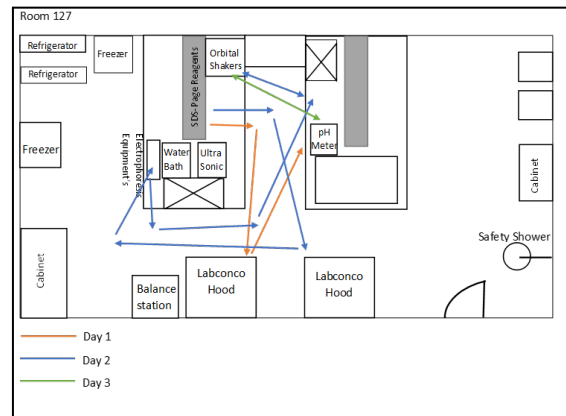 Room 127
Refrigerator
Refrigerator
Freezer
Freezer
Cabinet
SDS-Page Reagents
Orbital
Shakers
Electrophoresis
Equipment's
Water
Bath
Ultra
Sonic
pH
Meter
Cabinet
Safety Shower
Balance
station
Labconco
Hood
Labconco
Hood
Day 1
Day 2
Day 3